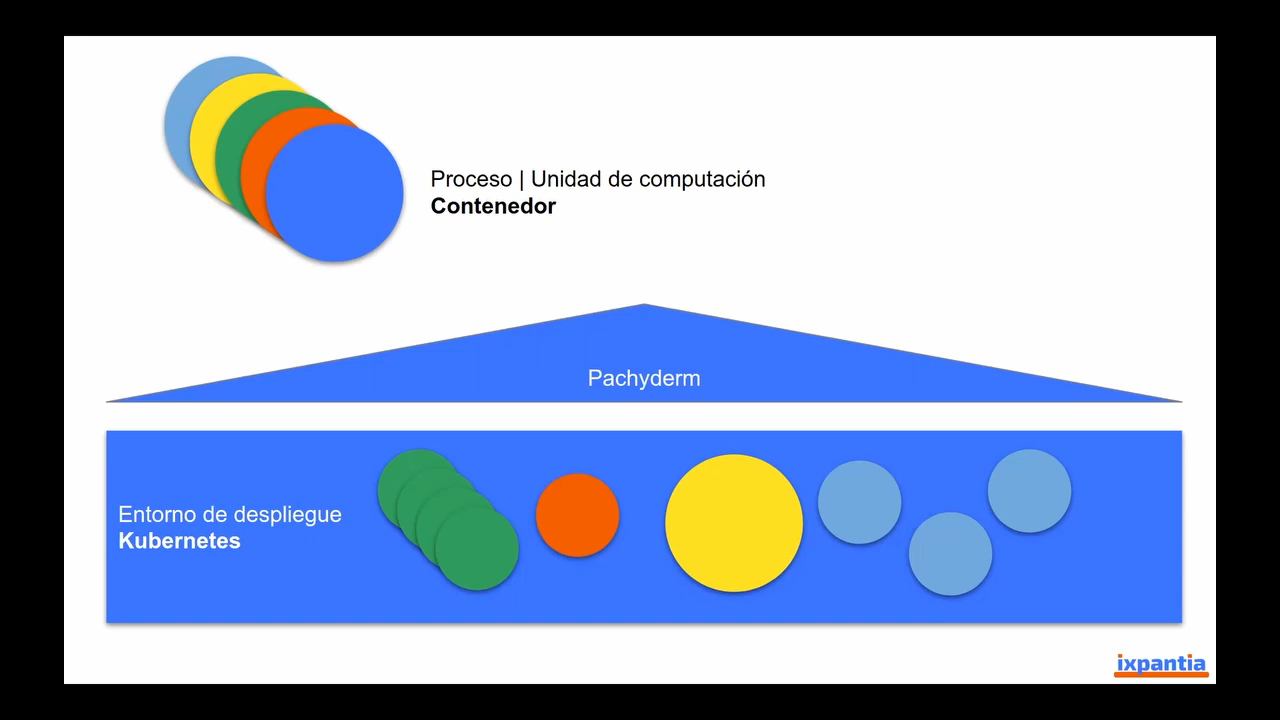 Proceso | Unidad de computación
Contenedor
Pachyderm
Entorno de despliegue
Kubernetes
ixpantia